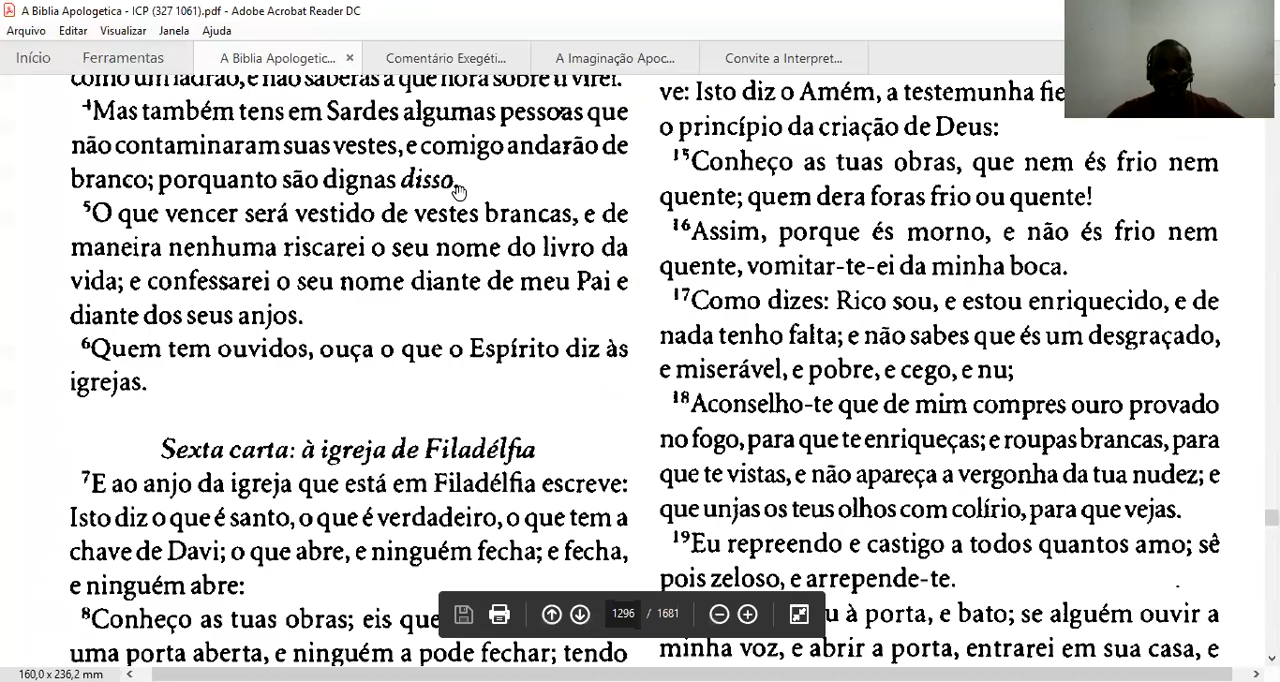 A Biblia Apologetica - ICP (327 1061).pdf - Adobe Acrobat Reader DC
Arquivo Editar Visualizar Janela Ajuda
Início Ferramentas A Biblia Apologetic... × Comentário Exegéti... A Imaginação Apoc... Convite a Interpret...
como um ladrão, e não saberás a que hora sobre ti virei.
4Mas também tens em Sardes algumas pessoas que
não contaminaram suas vestes, e comigo andarão de
branco; porquanto são dignas disso.
5O que vencer será vestido de vestes brancas, e de
maneira nenhuma riscarei o seu nome do livro da
vida; e confessarei o seu nome diante de meu Pai e
diante dos seus anjos.
6Quem tem ouvidos, ouça o que o Espírito diz às
igrejas.
Sexta carta: à igreja de Filadélfia
7E ao anjo da igreja que está em Filadélfia escreve:
Isto diz o que é santo, o que é verdadeiro, o que tem a
chave de Davi; o que abre, e ninguém fecha; e fecha,
e ninguém abre:
8Conheço as tuas obras; eis que
uma porta aberta, e ninguém a pode fechar; tendo
ve: Isto diz o Amém, a testemunha
o princípio da criação de Deus:
15Conheço as tuas obras, que nem és frio nem
quente; quem dera foras frio ou quente!
16Assim, porque és morno, e não és frio nem
quente, vomitar-te-ei da minha boca.
17Como dizes: Rico sou, e estou enriquecido, e de
nada tenho falta; e não sabes que és um desgraçado,
e miserável, e pobre, e cego, e nu;
18Aconselho-te que de mim compres ouro provado
no fogo, para que te enriqueças; e roupas brancas, para
que te vistas, e não apareça a vergonha da tua nudez; e
que unjas os teus olhos com colírio, para que vejas.
19Eu repreendo e castigo a todos quantos amo; sê
pois zeloso, e arrepende-te.
à porta, e bato; se alguém ouvir a
minha voz, e abrir a porta, entrarei em sua casa, e
1296 / 1681
160,0 x 236,2 mm